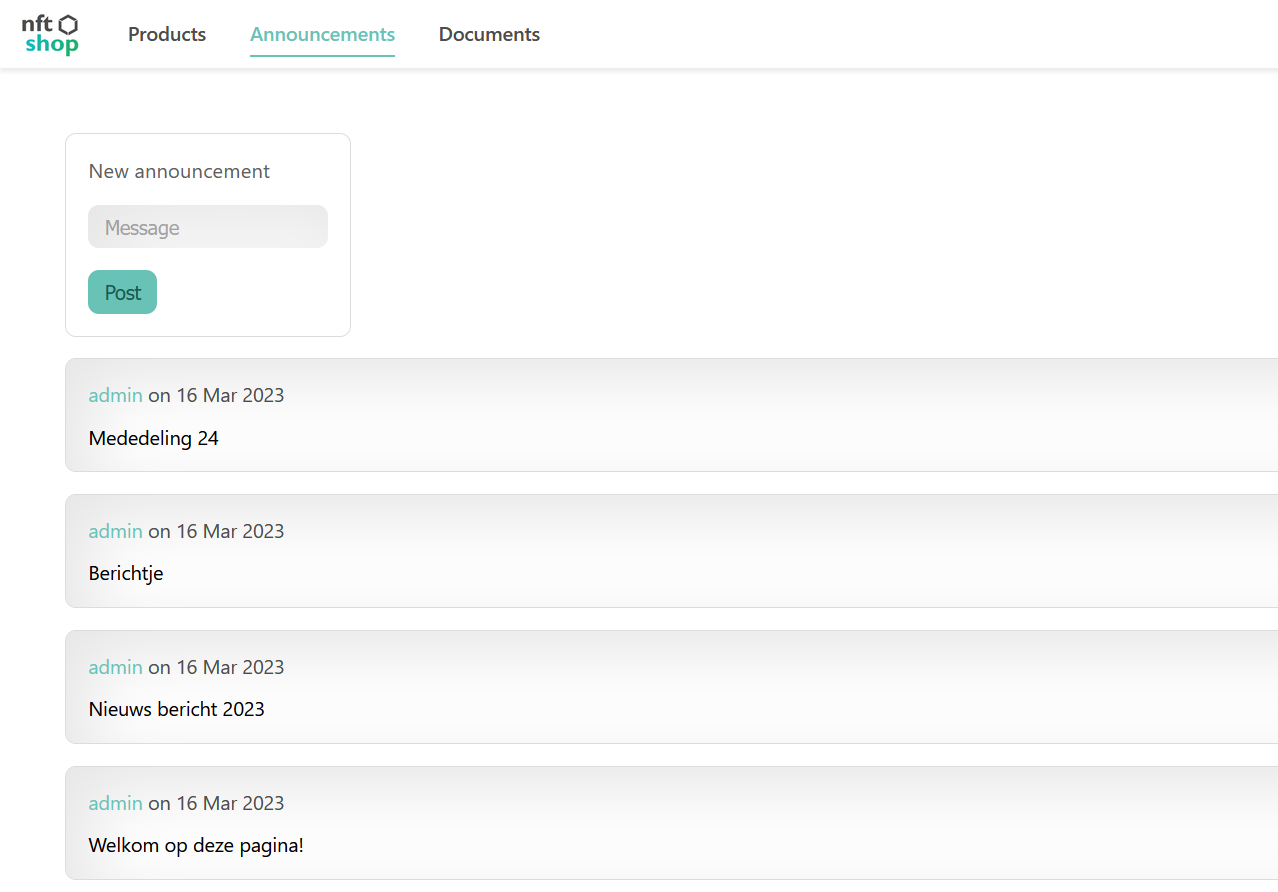 nft
shop
Products
Announcements
Documents
New announcement
Message
Post
admin on 16 Mar 2023
Mededeling 24
admin on 16 Mar 2023
Berichtje
admin on 16 Mar 2023
Nieuws bericht 2023
admin on 16 Mar 2023
Welkom op deze pagina!